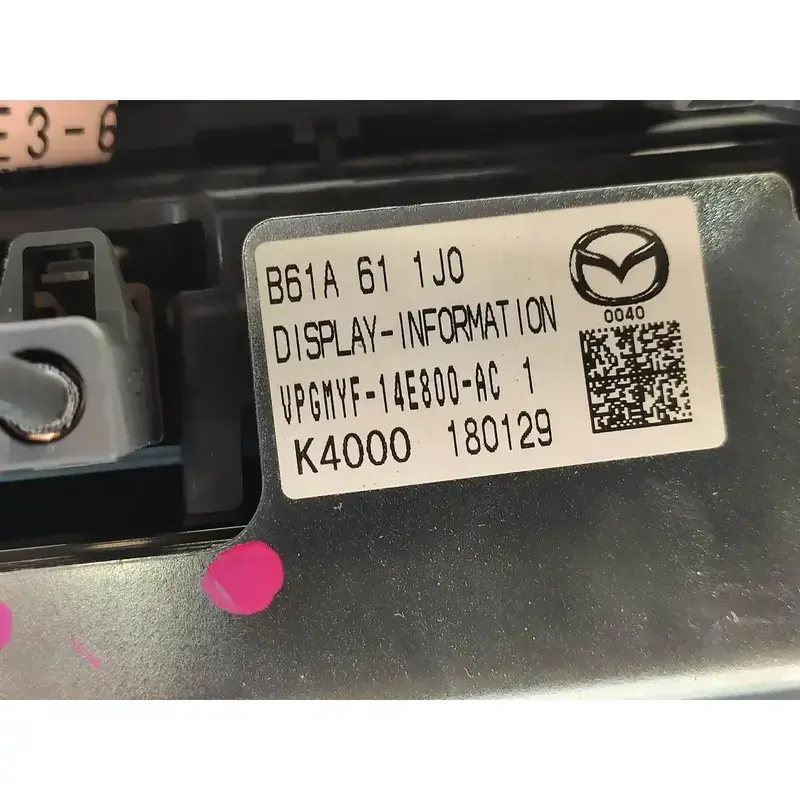 E3-6
B61A 61 1J0
DISPLAY-INFORMATION
VPGMYF-14E800-AC 1
K4000 180129
0040